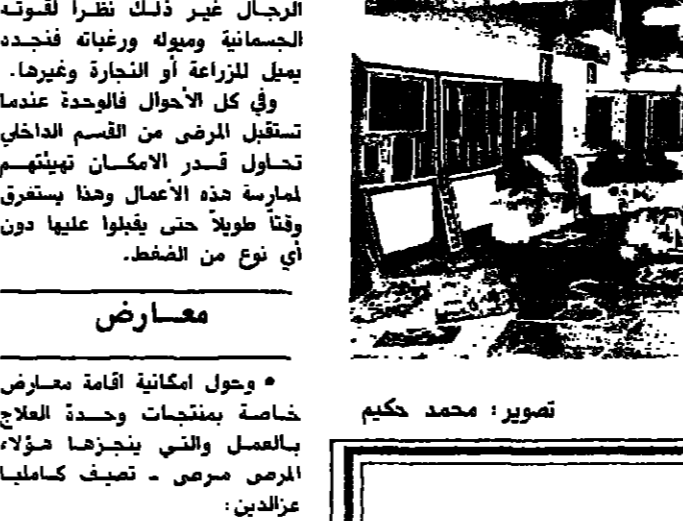 الرجال غير ذلك نظراً لقوته
الجسمانية وميوله ورغباته فنجده
يميل للزراعة أو النجارة وغيرها.
وفي كل الأحوال فالوحدة عندما
تستقبل المرضى من القسم الداخلي
تحاول قدر الامكان تهيئتهم
لمارسة هذه الأعمال وهذا يستغرق
وقتاً طويلاً حتى يقبلوا عليها دون
أي نوع من الضغط.
معارض
• وحول امكانية اقامة معارض
خاصة بمنتجات وحدة العلاج
بالعمل والتي ينجزها هؤلاء
المرضى مرضى - تضيف كامليا
عزالدين:
تصوير: محمد حكيم